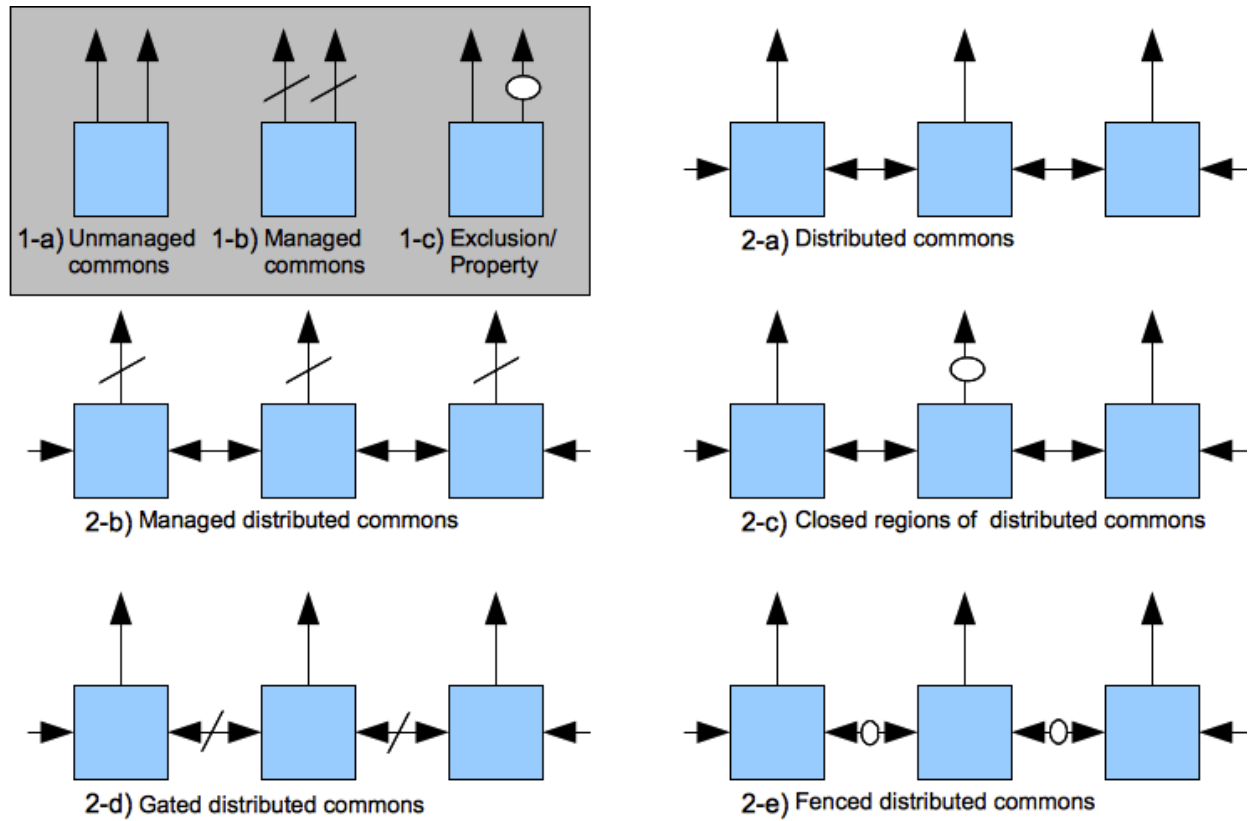 1-a) Unmanaged
commons
1-b) Managed
commons
1-c) Exclusion/
Property
2-a) Distributed commons
2-b) Managed distributed commons
2-c) Closed regions of distributed commons
2-d) Gated distributed commons
2-e) Fenced distributed commons